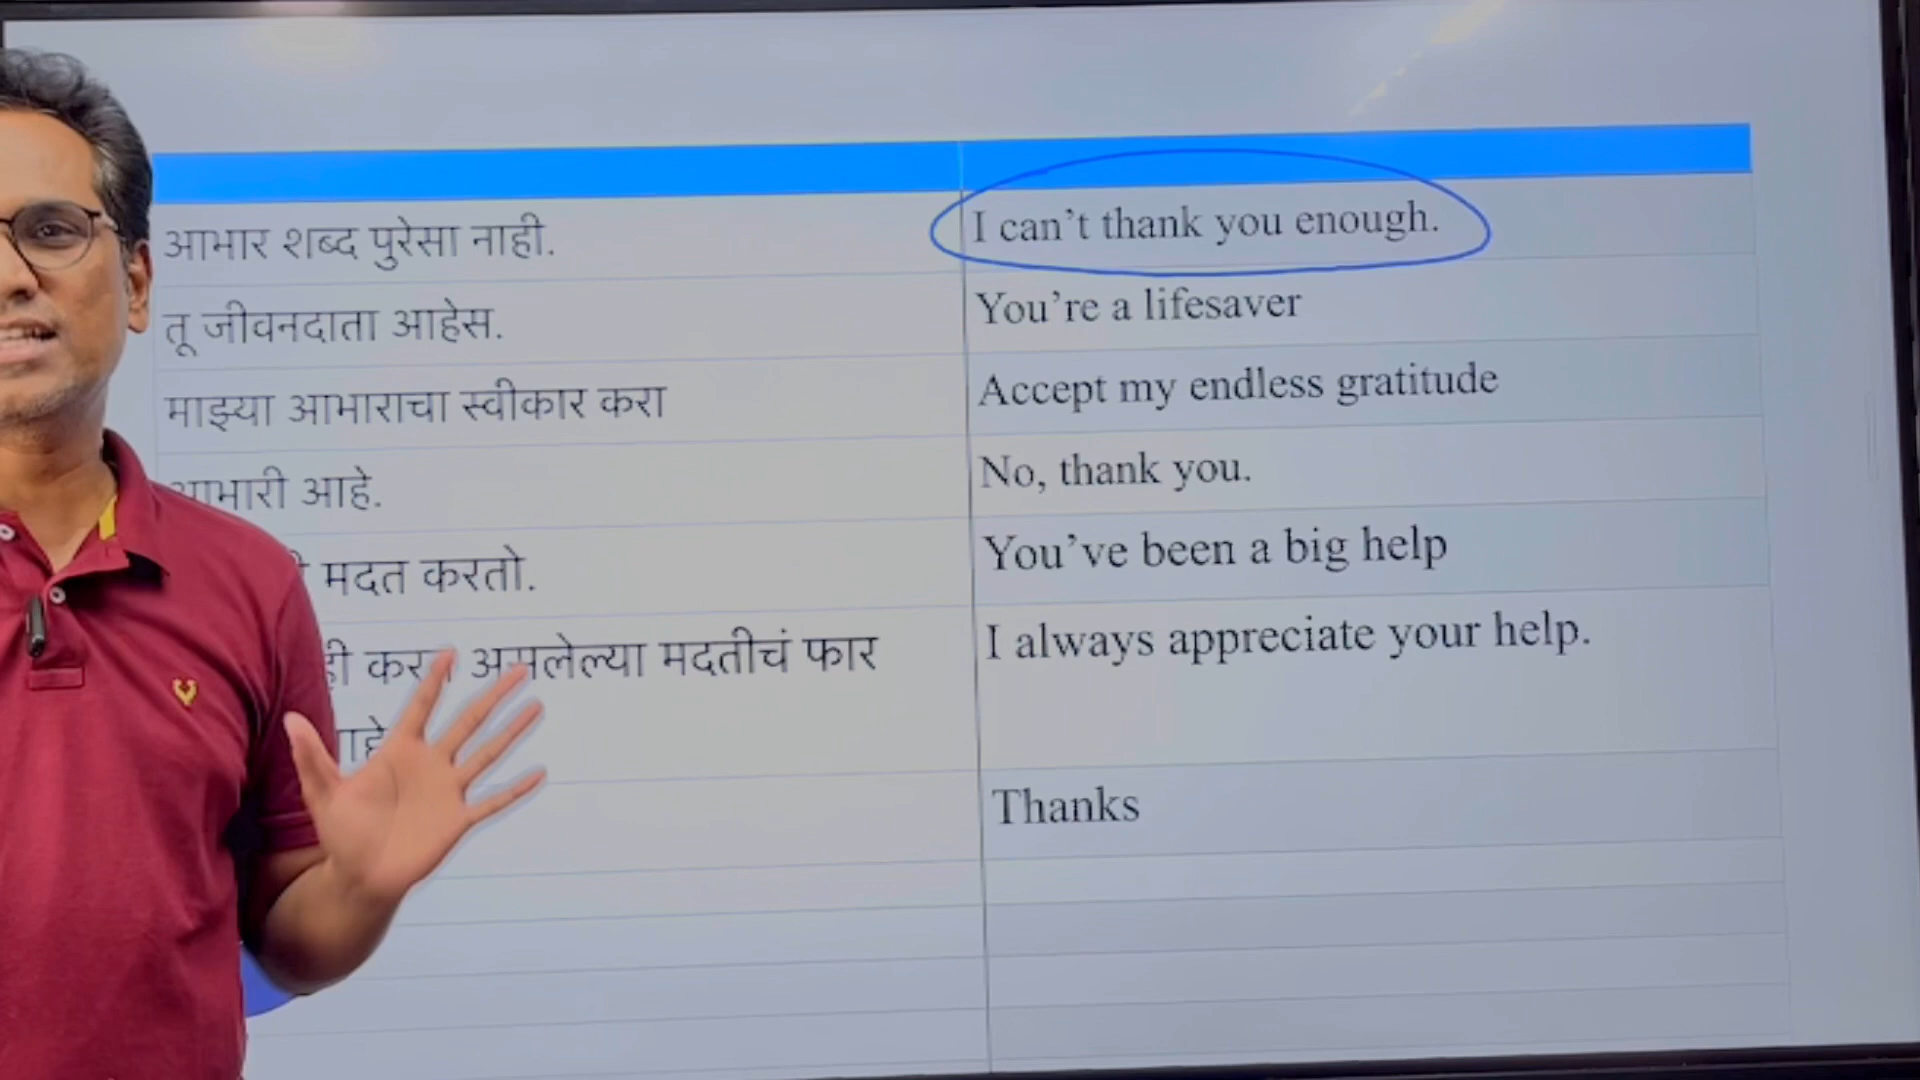 आभार शब्द पुरेसा नाही.
I can't thank you enough.
तू जीवनदाता आहेस.
You're a lifesaver
माझ्या आभाराचा स्वीकार करा
Accept my endless gratitude
आहे.
No, thank you.
मदत करतो.
You've been a big help
मदतीचं फार
I always appreciate your help.
Thanks